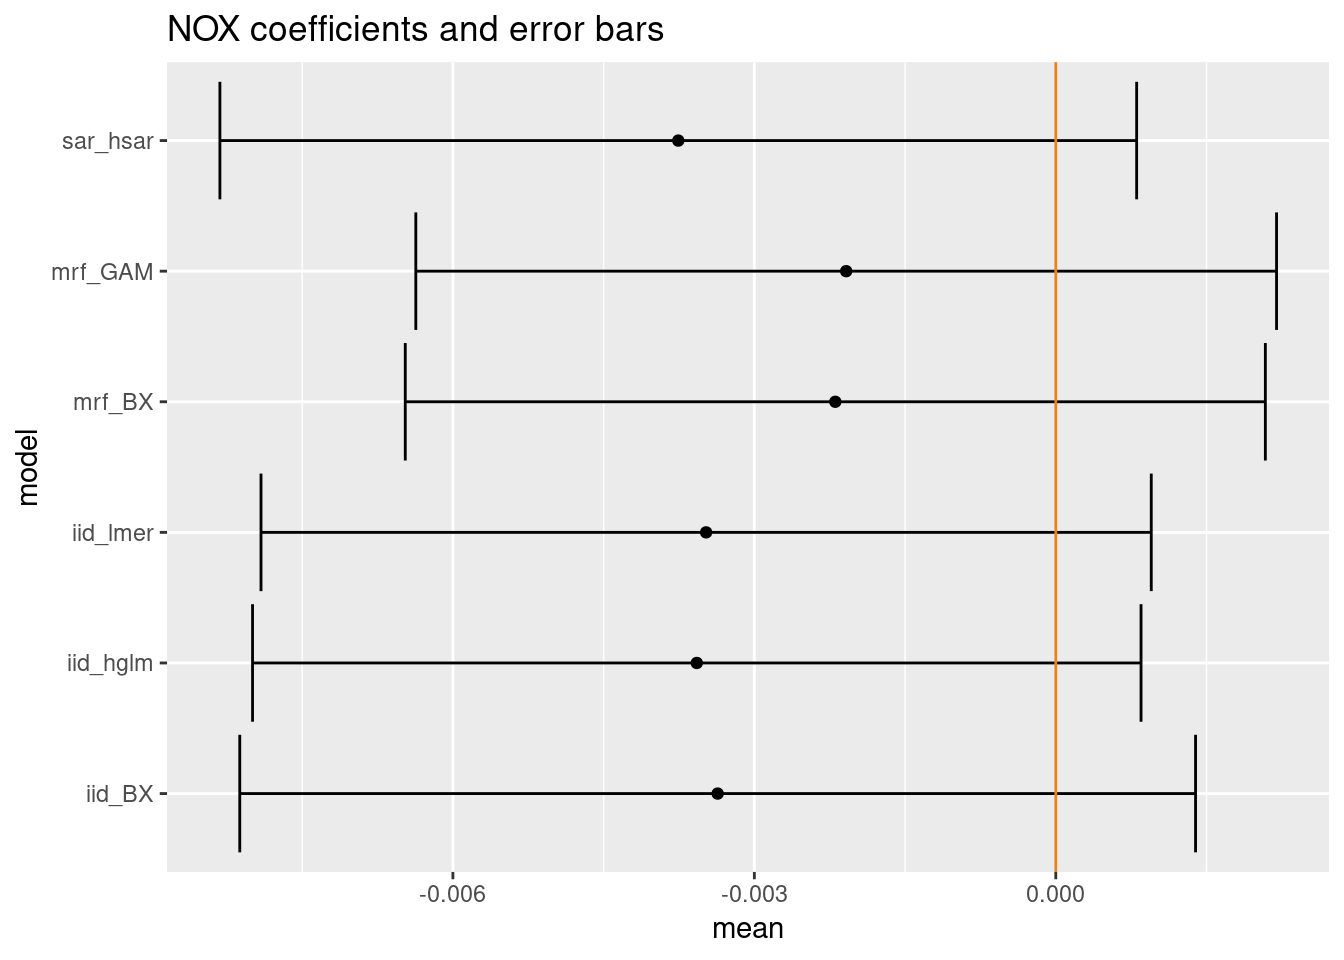 NOX coefficients and error bars
sar_hsar
mrf_GAM
mrf_BX
iid_lmer
iid_hglm
iid_BX
model
-0.006 -0.003 0.000
mean